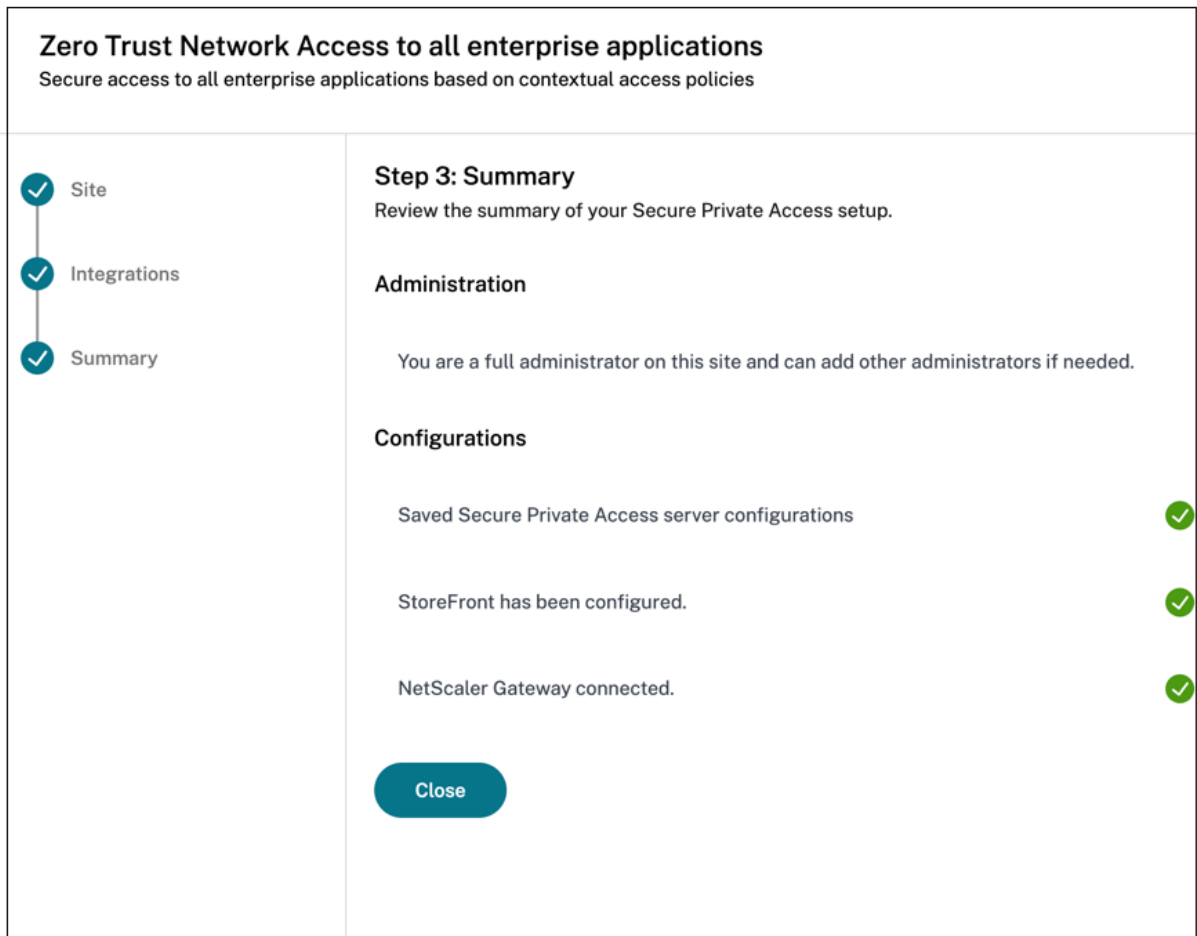 Zero Trust Network Access to all enterprise applications
Secure access to all enterprise applications based on contextual access policies
Site
Integrations
Summary
Step 3: Summary
Review the summary of your Secure Private Access setup.
Administration
You are a full administrator on this site and can add other administrators if needed.
Configurations
Saved Secure Private Access server configurations
StoreFront has been configured.
NetScaler Gateway connected.
Close